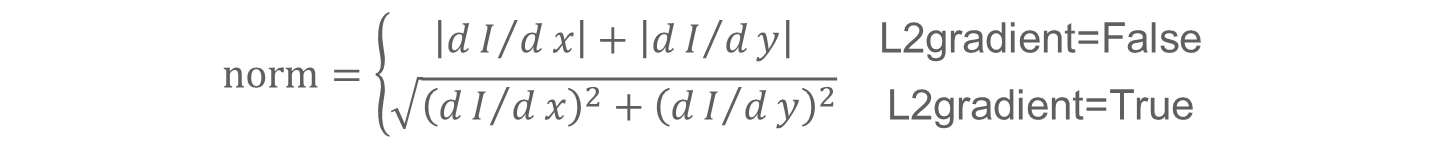 |d I/d x| + |d I/d y| L2gradient=False
norm = {
√(d I/d x)² + (d I/d y)² L2gradient=True